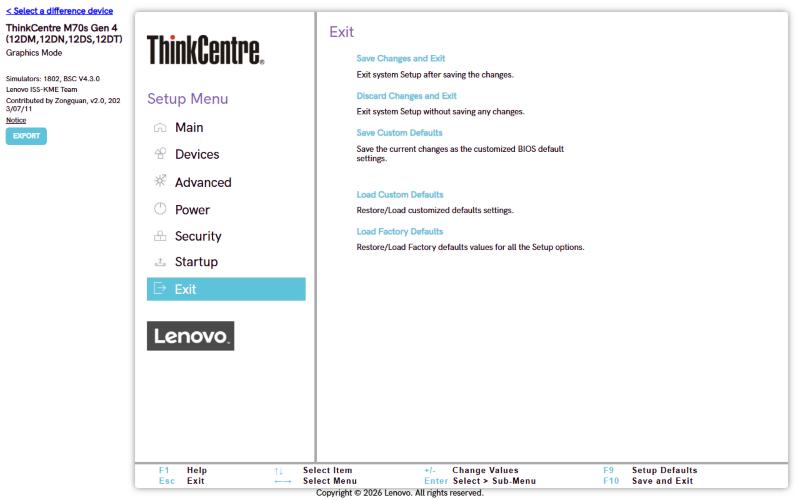 < Select a difference device
ThinkCentre M70s Gen 4
(12DM,12DN,12DS,12DT)
Graphics Mode
Simulators: 1802, BSC V4.3.0
Lenovo ISS-KME Team
Contributed by Zongquan, v2.0, 202
3/07/11
Notice
EXPORT
ThinkCentre.
Setup Menu
Main
Devices
Advanced
Power
Security
Startup
Exit
Lenovo.
Exit
Save Changes and Exit
Exit system Setup after saving the changes.
Discard Changes and Exit
Exit system Setup without saving any changes.
Save Custom Defaults
Save the current changes as the customized BIOS default
settings.
Load Custom Defaults
Restore/Load customized defaults settings.
Load Factory Defaults
Restore/Load Factory defaults values for all the Setup options.
F1 Help ↑↓ Select Item +/- Change Values F9 Setup Defaults
Esc Exit ←→ Select Menu Enter Select > Sub-Menu F10 Save and Exit
Copyright © 2026 Lenovo. All rights reserved.